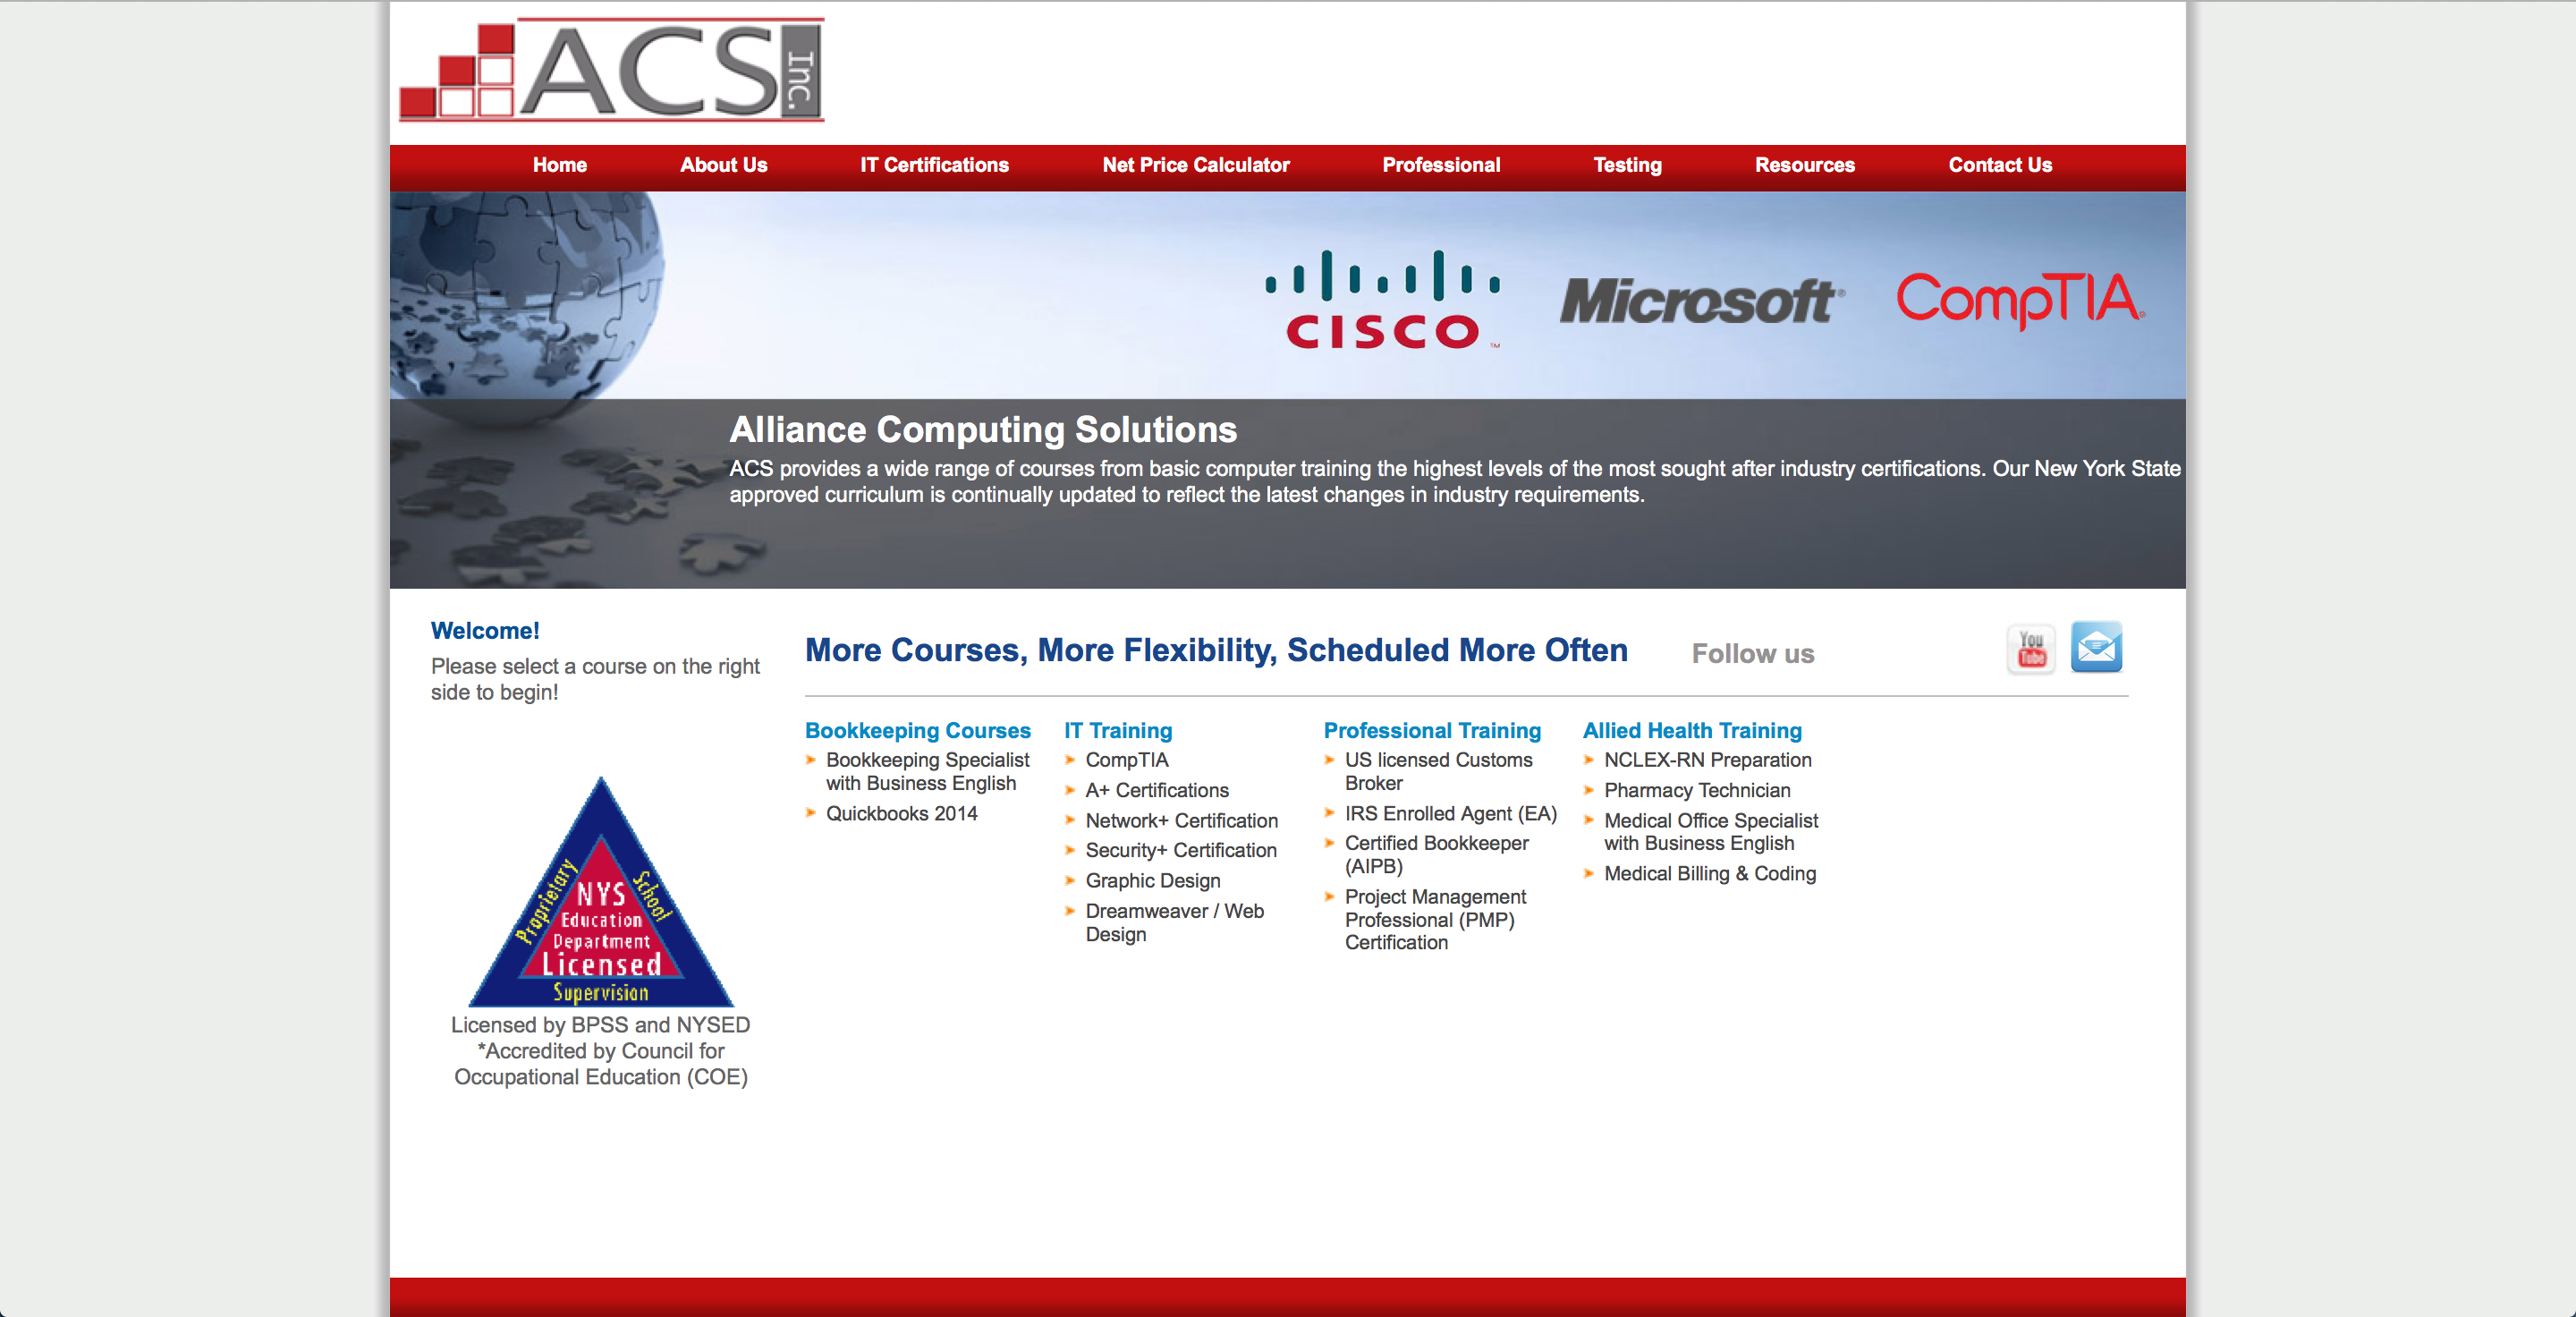 ACS Inc.
Home About Us IT Certifications Net Price Calculator Professional Testing Resources Contact Us
CISCO TM Microsoft® CompTIA®
Alliance Computing Solutions
ACS provides a wide range of courses from basic computer training the highest levels of the most sought after industry certifications. Our New York State
approved curriculum is continually updated to reflect the latest changes in industry requirements.
Welcome!
Please select a course on the right
side to begin!
Proprietary School
NYS
Education
Department
Licensed
Supervision
Licensed by BPSS and NYSED
*Accredited by Council for
Occupational Education (COE)
More Courses, More Flexibility, Scheduled More Often
Follow us
You
Tube
Bookkeeping Courses
Bookkeeping Specialist
with Business English
Quickbooks 2014
IT Training
CompTIA
A+ Certifications
Network+ Certification
Security+ Certification
Graphic Design
Dreamweaver / Web
Design
Professional Training
US licensed Customs
Broker
IRS Enrolled Agent (EA)
Certified Bookkeeper
(AIPB)
Project Management
Professional (PMP)
Certification
Allied Health Training
NCLEX-RN Preparation
Pharmacy Technician
Medical Office Specialist
with Business English
Medical Billing & Coding